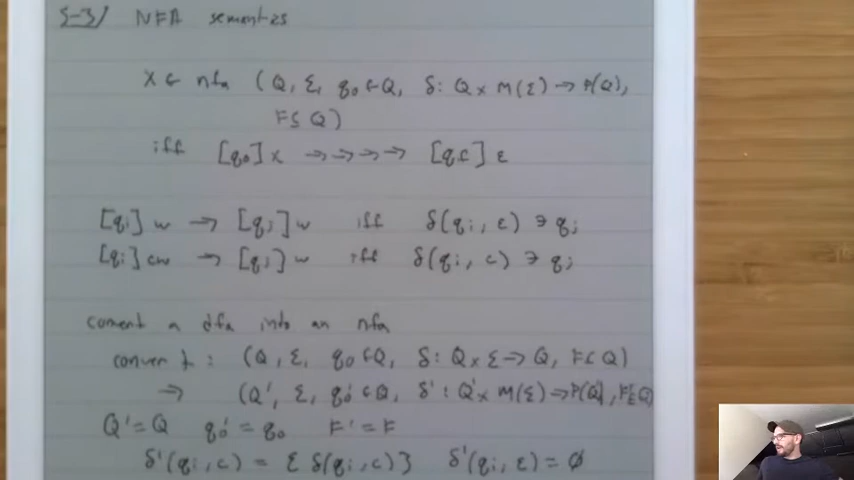 5-3/ NFA semantics
x ∈ nfa (Q, Σ, q₀∈Q, δ: Q × M(Σ) → P(Q),
F ⊆ Q)
iff [q₀] x →→→→ [qf] ε
[qi] w → [qj] w iff δ(qi, ε) ∋ qj
[qi] cw → [qj] w iff δ(qi, c) ∋ qj
convert a dfa into an nfa
convert : (Q, Σ, q₀∈Q, δ: Q × Σ → Q, F⊆Q)
→ (Q', Σ, q₀'∈Q, δ': Q' × M(Σ) → P(Q), F'⊆Q)
Q' = Q q₀' = q₀ F' = F
δ'(qi, c) = { δ(qi, c) } δ'(qi, ε) = ∅